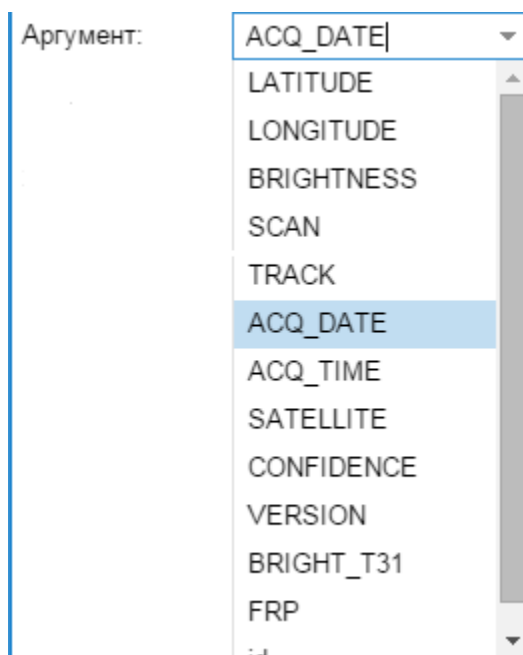 Аргумент: ACQ_DATE
LATITUDE
LONGITUDE
BRIGHTNESS
SCAN
TRACK
ACQ_DATE
ACQ_TIME
SATELLITE
CONFIDENCE
VERSION
BRIGHT_T31
FRP